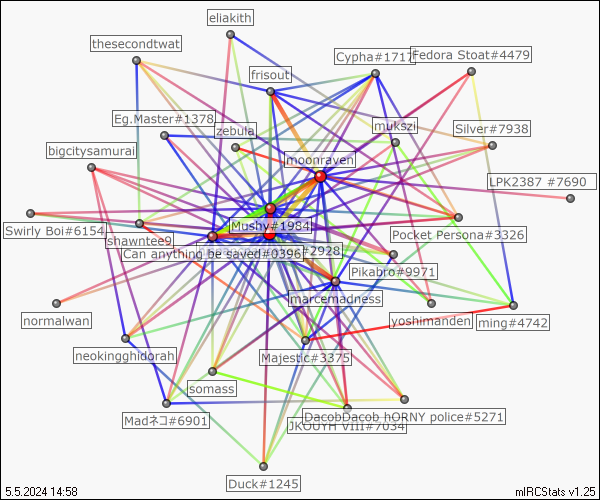 eliakith
thesecondtwat
Cypha#1717
Fedora Stoat#4479
frisout
Eg.Master#1378
zebula
mukszi
Silver#7938
bigcitysamurai
moonraven
LPK2387 #7690
Swirly Boi#6154
shawntee9
Mushy#1984
Pocket Persona#3326
Can anything be saved#0396
#2928
Pikabro#9971
marcemadness
normalwan
yoshimanden
ming#4742
neokingghidorah
Majestic#3375
somass
Madネコ#6901
DacobDacob hORNY police#5271
JKOUYH VIII#7034
Duck#1245
5.5.2024 14:58
mIRCStats v1.25